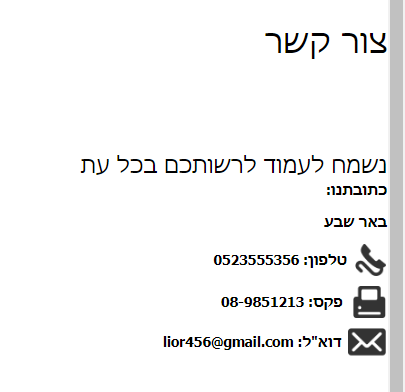 צור קשר
נשמח לעמוד לרשותכם בכל עת
כתובתנו:
באר שבע
טלפון: 0523555356
פקס: 08-9851213
דוא"ל: lior456@gmail.com